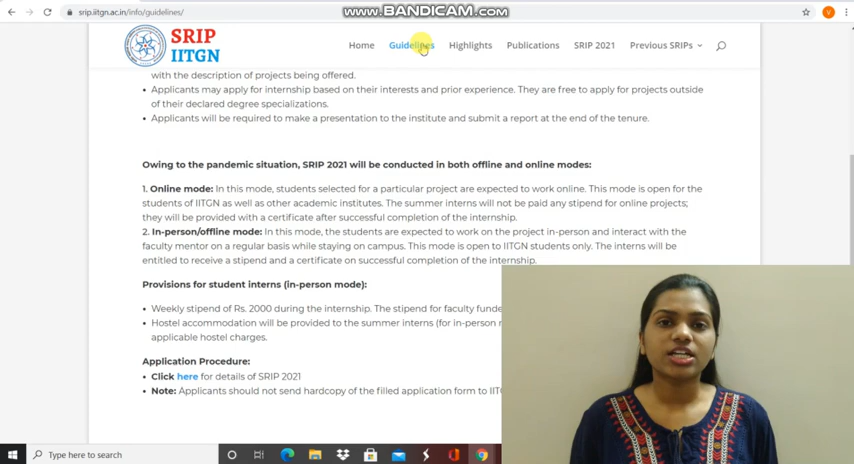 www.BANDICAM.com
srip.iitgn.ac.in/info/guidelines/
V
SRIP
IITGN
Home Guidelines Highlights Publications SRIP 2021 Previous SRIPs
with the description of projects being offered.
• Applicants may apply for internship based on their interests and prior experience. They are free to apply for projects outside
of their declared degree specializations.
• Applicants will be required to make a presentation to the institute and submit a report at the end of the tenure.
Owing to the pandemic situation, SRIP 2021 will be conducted in both offline and online modes:
1. Online mode: In this mode, students selected for a particular project are expected to work online. This mode is open for the
students of IITGN as well as other academic institutes. The summer interns will not be paid any stipend for online projects;
they will be provided with a certificate after successful completion of the internship.
2. In-person/offline mode: In this mode, the students are expected to work on the project in-person and interact with the
faculty mentor on a regular basis while staying on campus. This mode is open to IITGN students only. The interns will be
entitled to receive a stipend and a certificate on successful completion of the internship.
Provisions for student interns (in-person mode):
• Weekly stipend of Rs. 2000 during the internship. The stipend for faculty funde
• Hostel accommodation will be provided to the summer interns (for in-person
applicable hostel charges.
Application Procedure:
• Click here for details of SRIP 2021
• Note: Applicants should not send hardcopy of the filled application form to IIT
Type here to search